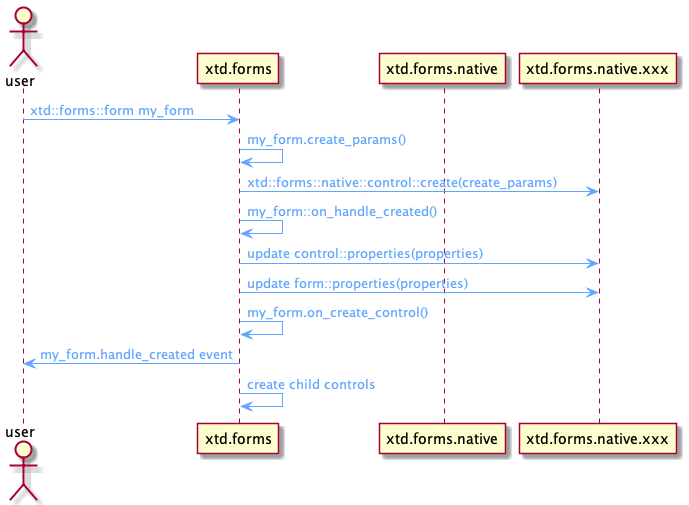 user
xtd.forms
xtd.forms.native
xtd.forms.native.xxx
xtd::forms::form my_form
my_form.create_params()
xtd::forms::native::control::create(create_params)
my_form::on_handle_created()
update control::properties(properties)
update form::properties(properties)
my_form.on_create_control()
my_form.handle_created event
create child controls
user
xtd.forms
xtd.forms.native
xtd.forms.native.xxx